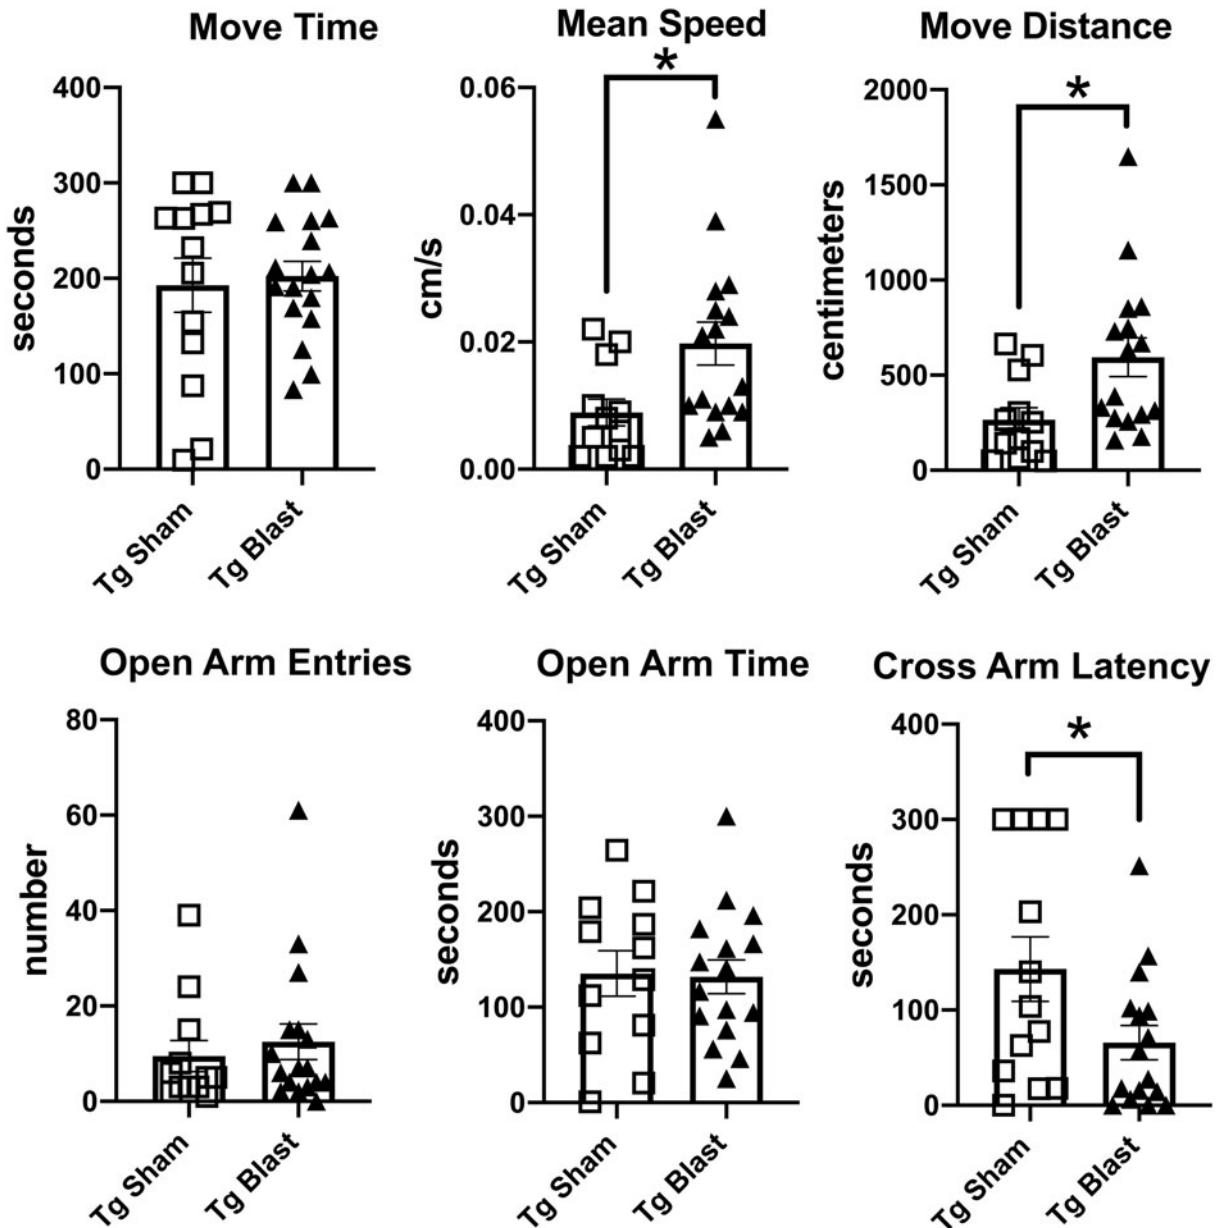 Move Time
Mean Speed
Move Distance
*
*
400
300
200
100
0
seconds
Tg Sham
Tg Blast
0.06
0.04
0.02
0.00
cm/s
Tg Sham
Tg Blast
2000
1500
1000
500
0
centimeters
Tg Sham
Tg Blast
Open Arm Entries
Open Arm Time
Cross Arm Latency
*
80
60
40
20
0
number
Tg Sham
Tg Blast
400
300
200
100
0
seconds
Tg Sham
Tg Blast
400
300
200
100
0
seconds
Tg Sham
Tg Blast